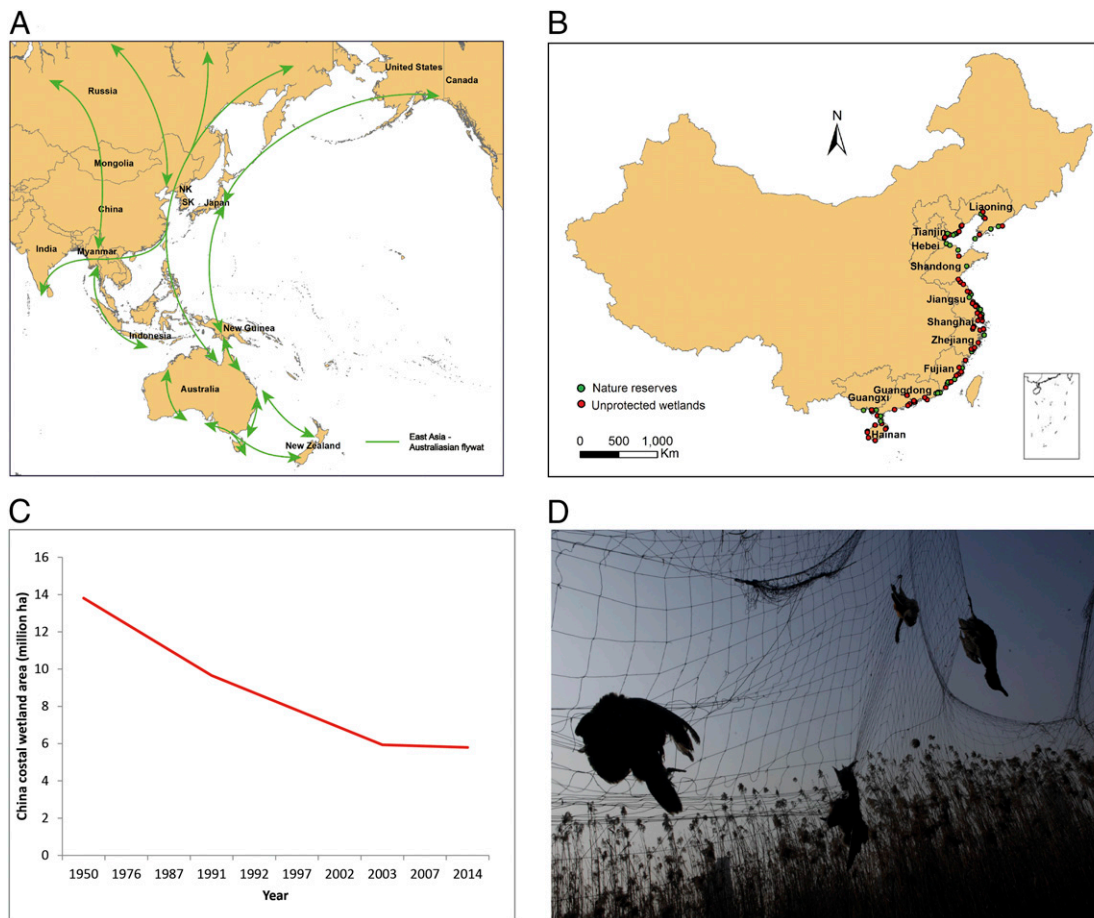 A
United States
Canada
Russia
Mongolia
NK
SK
Japan
China
India
Myanmar
New Guinea
Indonesia
Australia
New Zealand
East Asia -
Australasian flywat
B
N
Liaoning
Tianjin
Hebei
Shandong
Jiangsu
Shanghai
Zhejiang
Fujian
Guangdong
Guangxi
Hainan
Nature reserves
Unprotected wetlands
0 500 1,000
Km
C
China costal wetland area (million ha)
16
14
12
10
8
6
4
2
0
1950 1976 1987 1991 1992 1997 2002 2003 2007 2014
Year
D